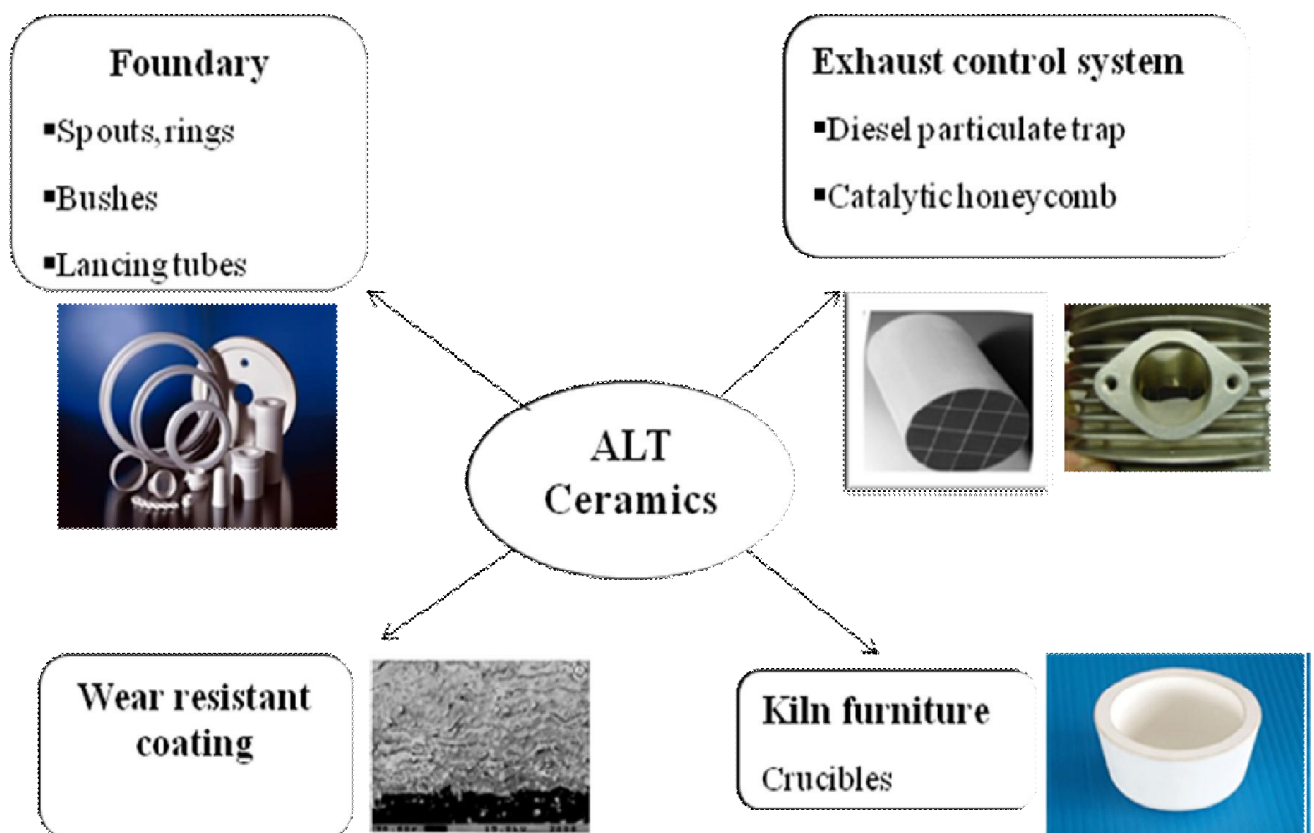 Foundary
▪Spouts, rings
▪Bushes
▪Lancing tubes
Exhaust control system
▪Diesel particulate trap
▪Catalytic honeycomb
ALT
Ceramics
Wear resistant
coating
Kiln furniture
Crucibles